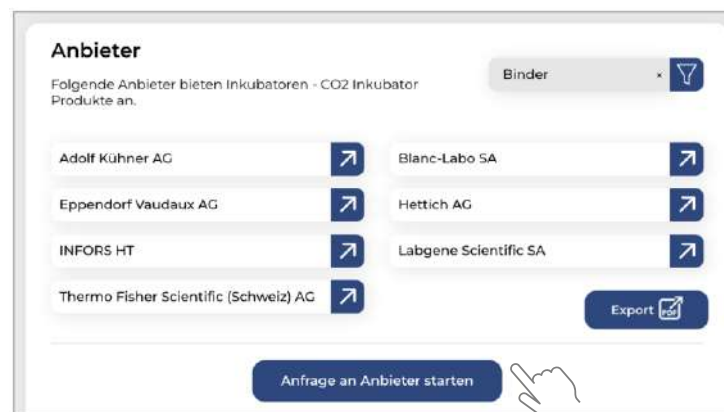 Anbieter
Folgende Anbieter bieten Inkubatoren - CO2 Inkubator
Produkte an.
Binder ×
Adolf Kühner AG
Blanc-Labo SA
Eppendorf Vaudaux AG
Hettich AG
INFORS HT
Labgene Scientific SA
Thermo Fisher Scientific (Schweiz) AG
Export PDF
Anfrage an Anbieter starten